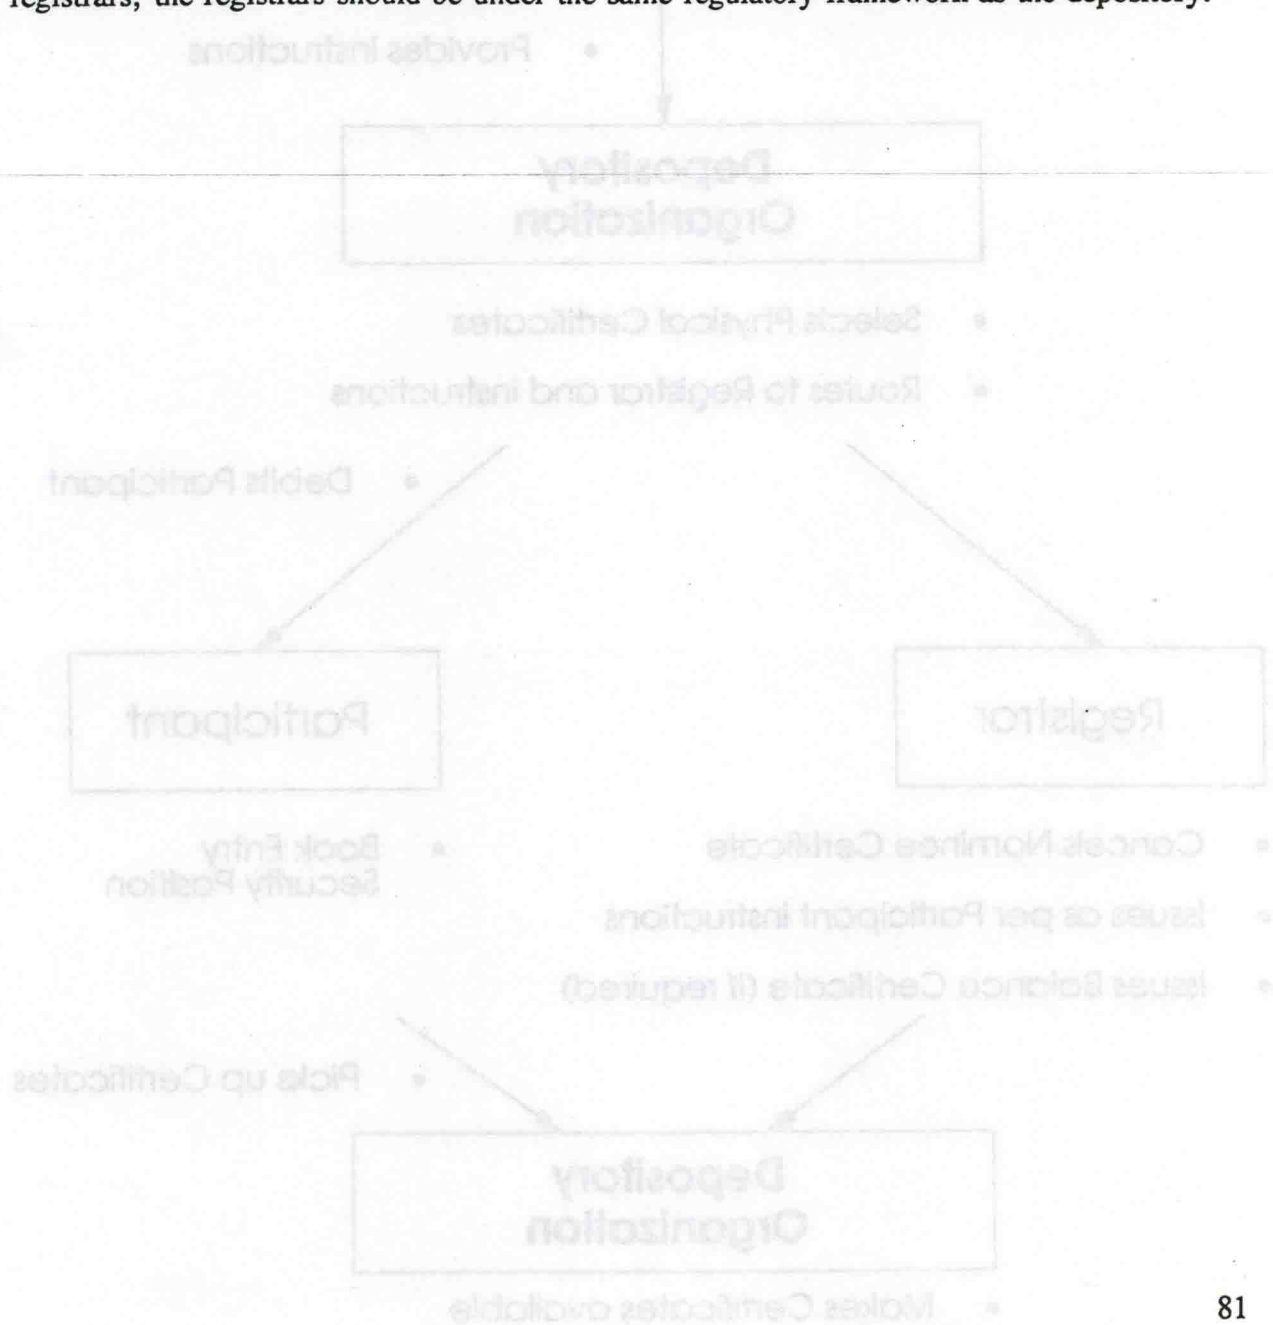 registrars, the registrars should be under the same regulatory framework as the depository.
Provides instructions
Depository
Organization
Selects Physical Certificates
Routes to Registrar and instructions
Debits Participant
Participant
Registrar
Book Entry
Security Position
Cancels Nominee Certificate
Issues as per Participant instructions
Issues Balance Certificate (if required)
Picks up Certificates
Depository
Organization
Makes Certificates available
81